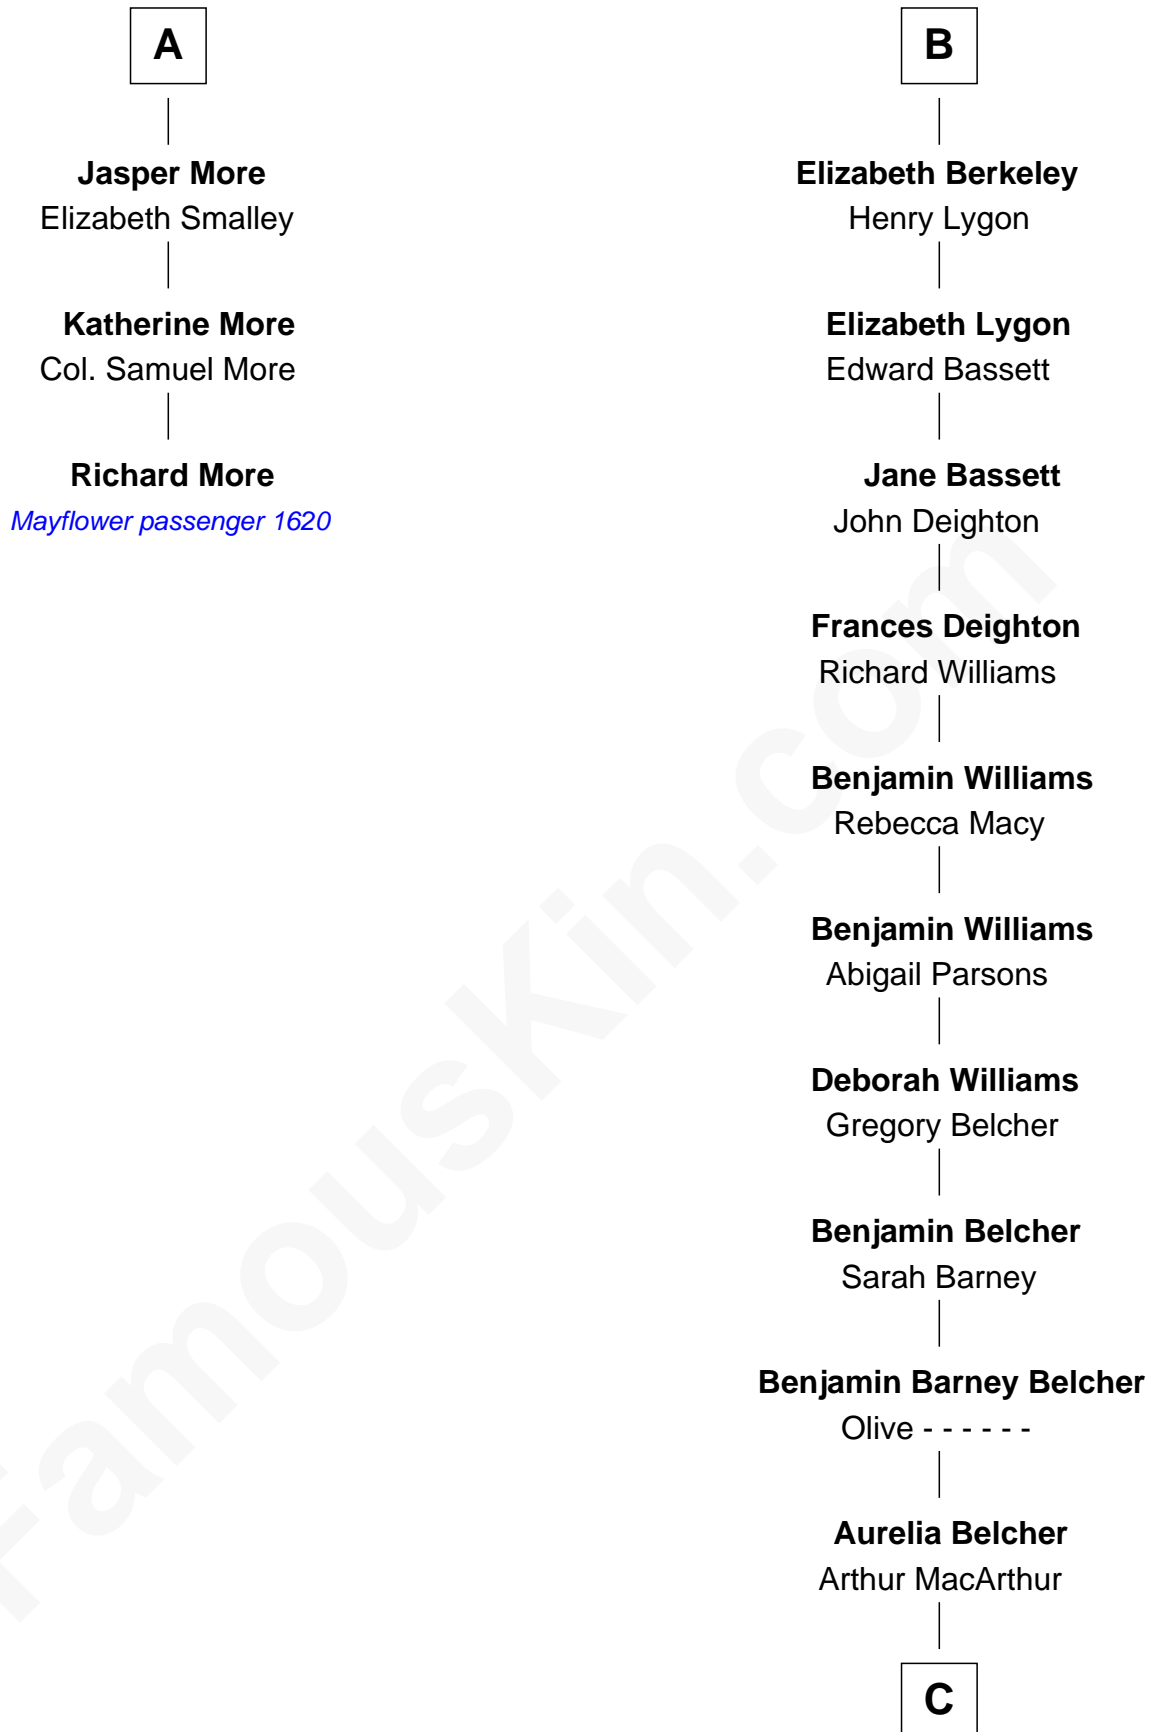 A
Jasper More
Elizabeth Smalley
Katherine More
Col. Samuel More
Richard More
Mayflower passenger 1620
B
Elizabeth Berkeley
Henry Lygon
Elizabeth Lygon
Edward Bassett
Jane Bassett
John Deighton
Frances Deighton
Richard Williams
Benjamin Williams
Rebecca Macy
Benjamin Williams
Abigail Parsons
Deborah Williams
Gregory Belcher
Benjamin Belcher
Sarah Barney
Benjamin Barney Belcher
Olive - - - - - -
Aurelia Belcher
Arthur MacArthur
C
FamousKin.com